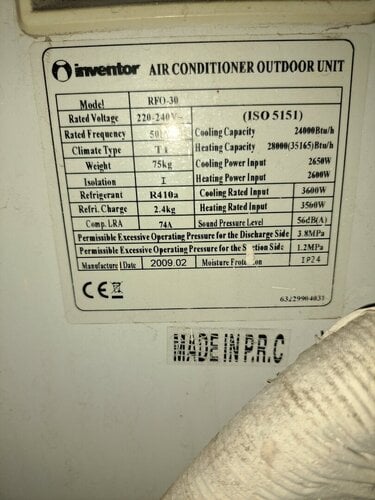 inventor AIR CONDITIONER OUTDOOR UNIT
Model RFO-30
Rated Voltage 220-240V~ (ISO 5151)
Rated Frequency Cooling Capacity 24000Btu/h
Climate Type T1 Heating Capacity 28000(35165)Btu/h
Weight 75kg Cooling Power Input 2650W
Isolation I Heating Power Input 2600W
Refrigerant R410a Cooling Rated Input 3600W
Refri. Charge 2.4kg Heating Rated Input 3560W
Comp. LRA 74A Sound Pressure Level 56dB(A)
Permissible Excessive Operating Pressure for the Discharge Side 3.8MPa
Permissible Excessive Operating Pressure for the Suction Side 1.2MPa
Manufacture Date 2009.02 Moisture Protection IP24
CE
63229904033
MADE IN P.R.C